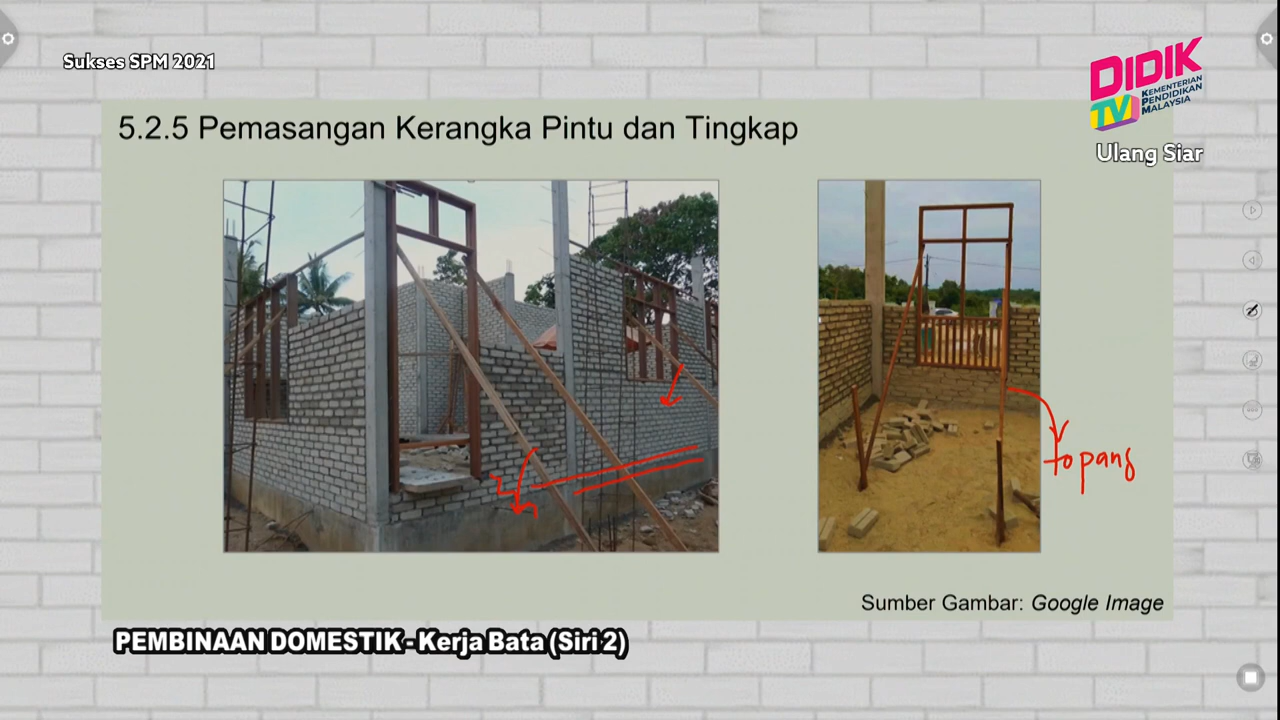 Sukses SPM 2021
DIDIK
TV
KEMENTERIAN
PENDIDIKAN
MALAYSIA
Ulang Siar
5.2.5 Pemasangan Kerangka Pintu dan Tingkap
topang
Sumber Gambar: Google Image
PEMBINAAN DOMESTIK - Kerja Bata (Siri 2)